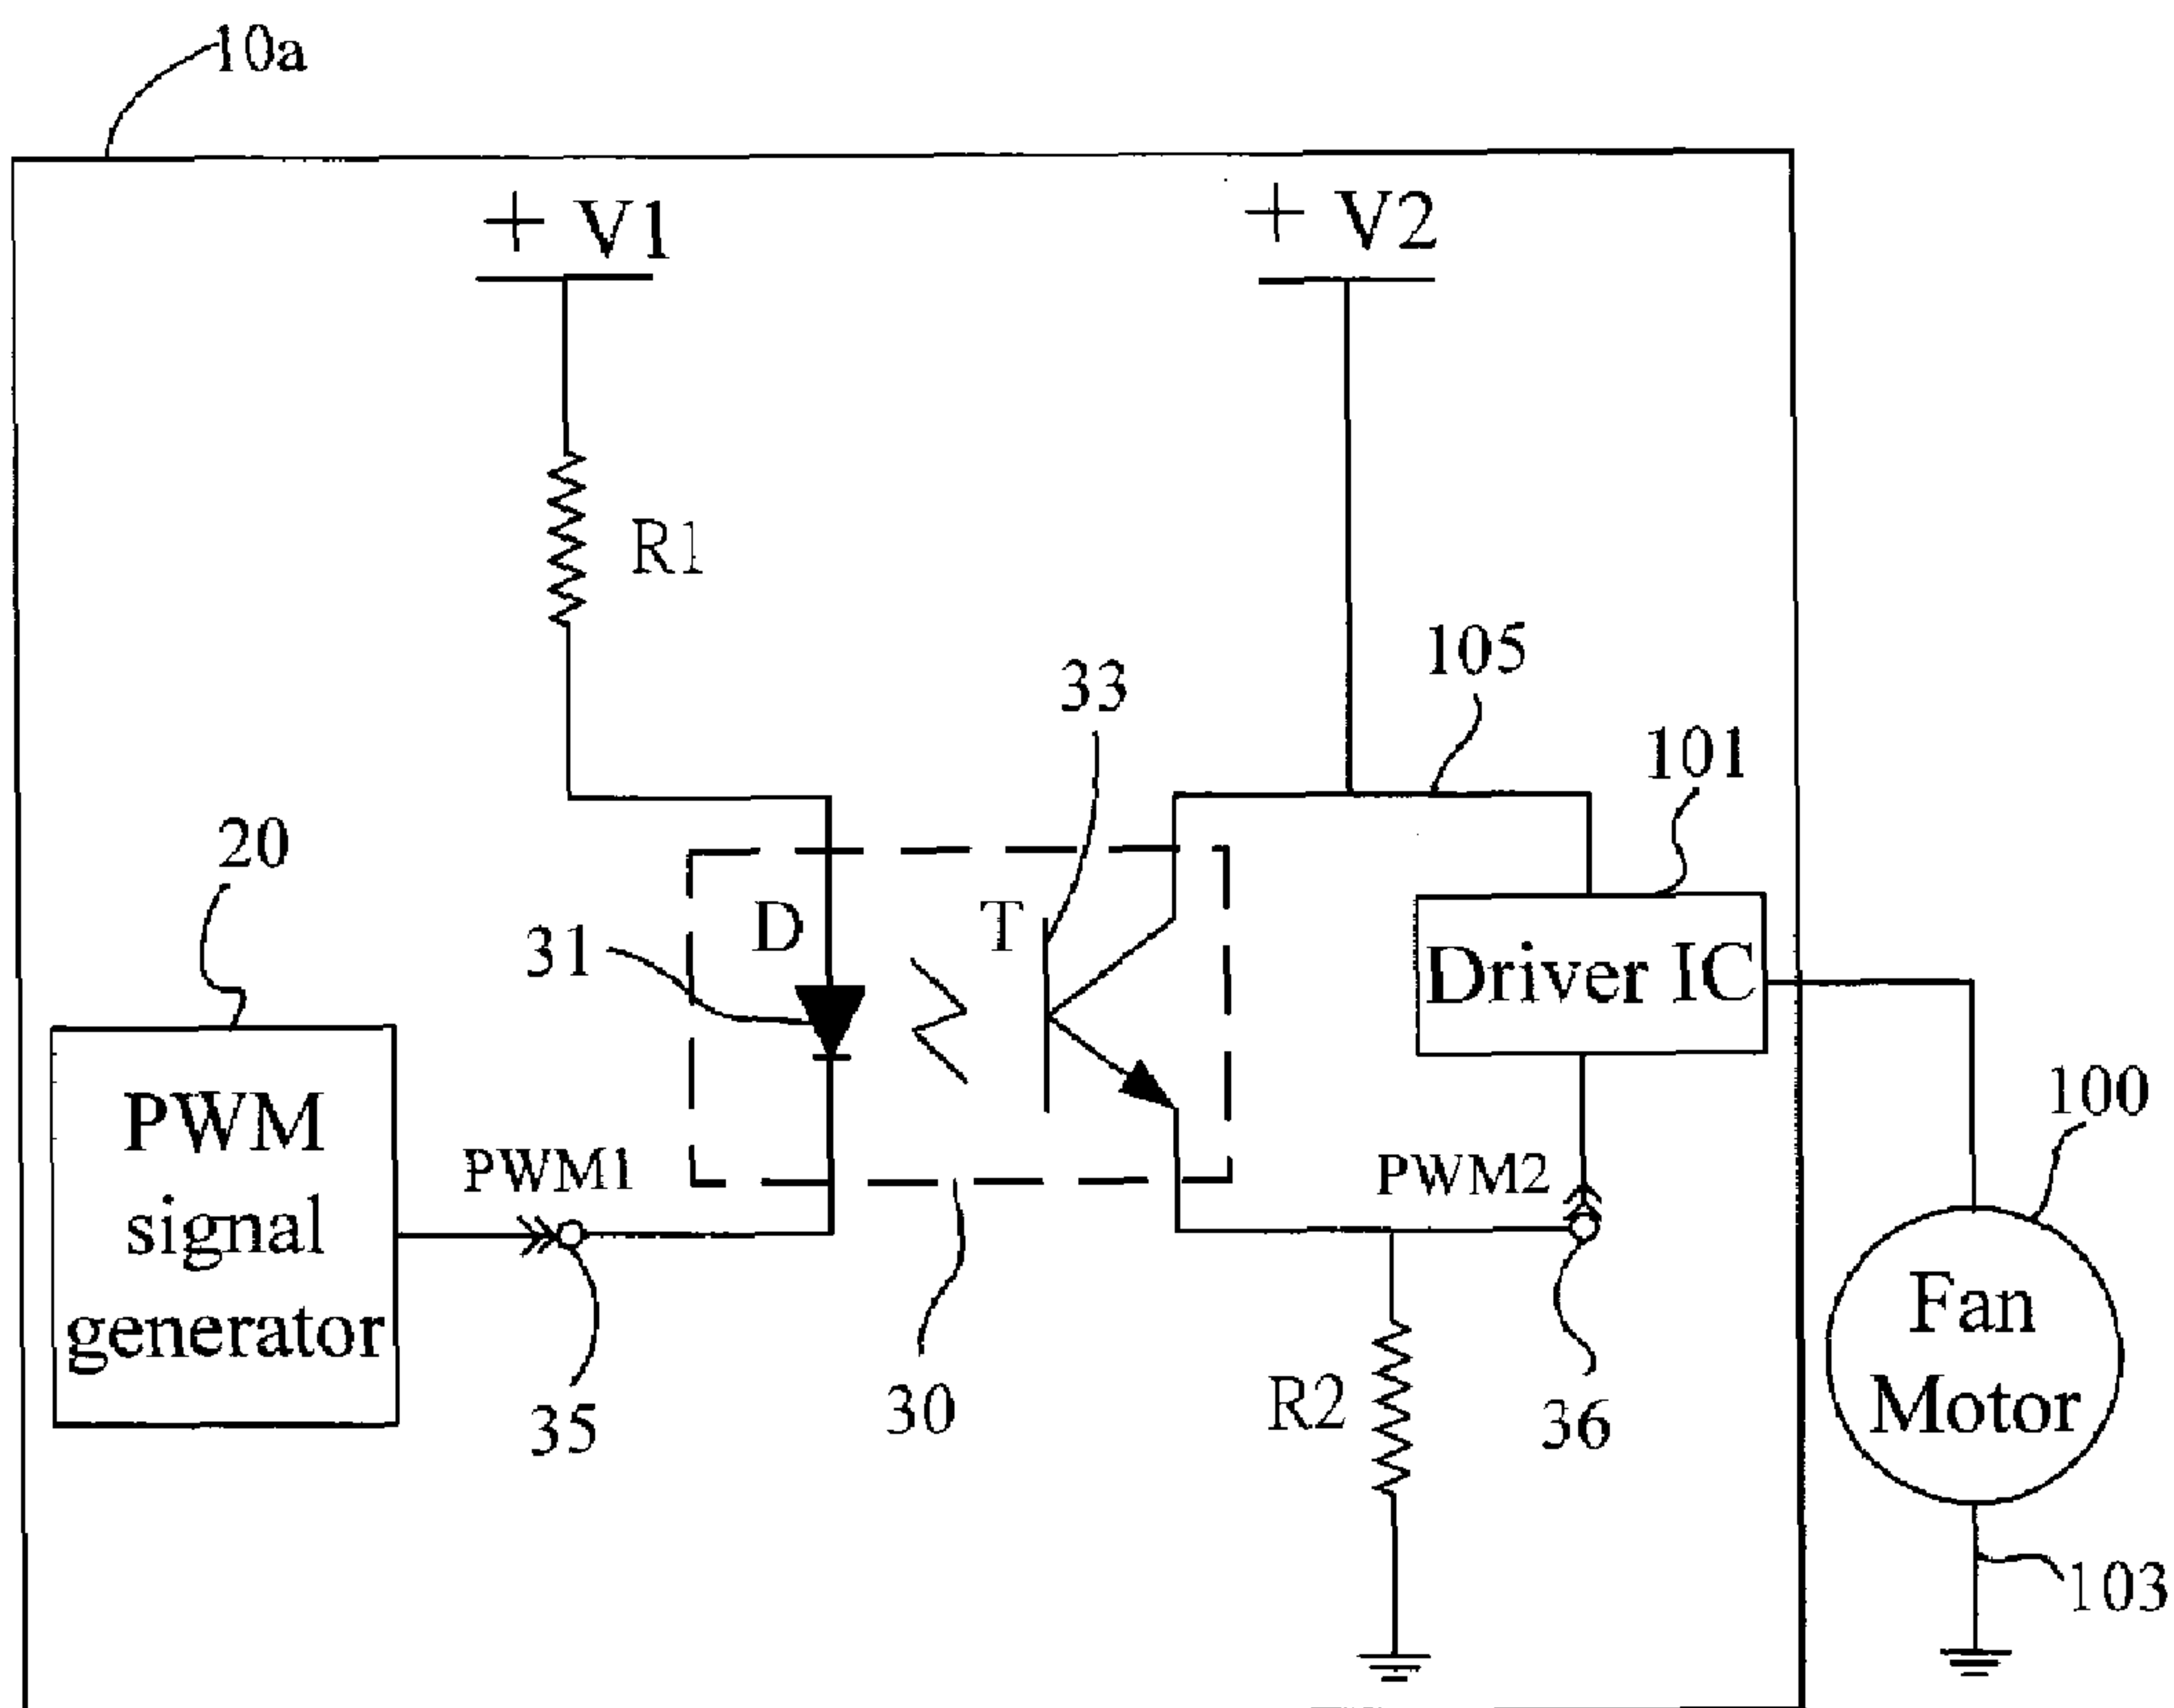 10a
+ V1
+ V2
R1
105
33
101
20
D
T
31
Driver IC
PWM
signal
generator
PWM1
PWM2
100
Fan
Motor
35
30
R2
36
103